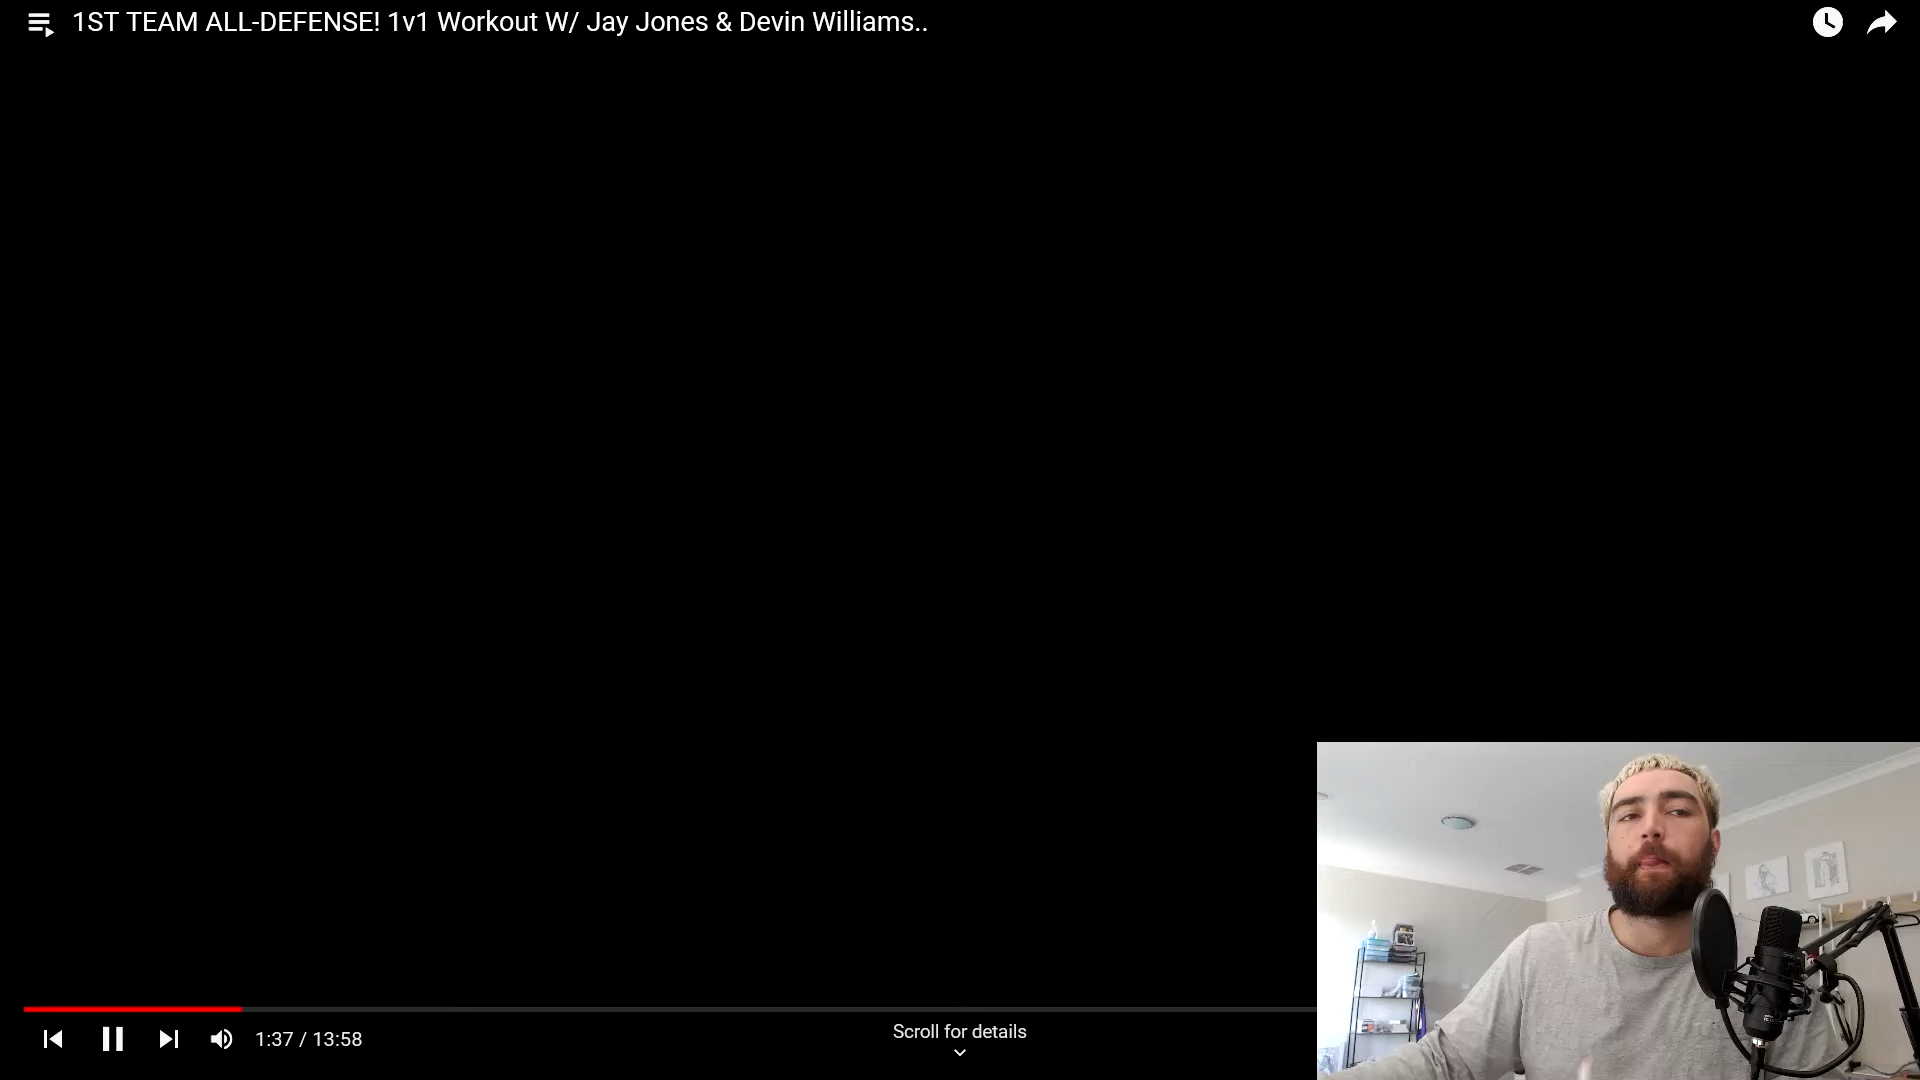 1ST TEAM ALL-DEFENSE! 1v1 Workout W/ Jay Jones & Devin Williams..
1:37 / 13:58
Scroll for details